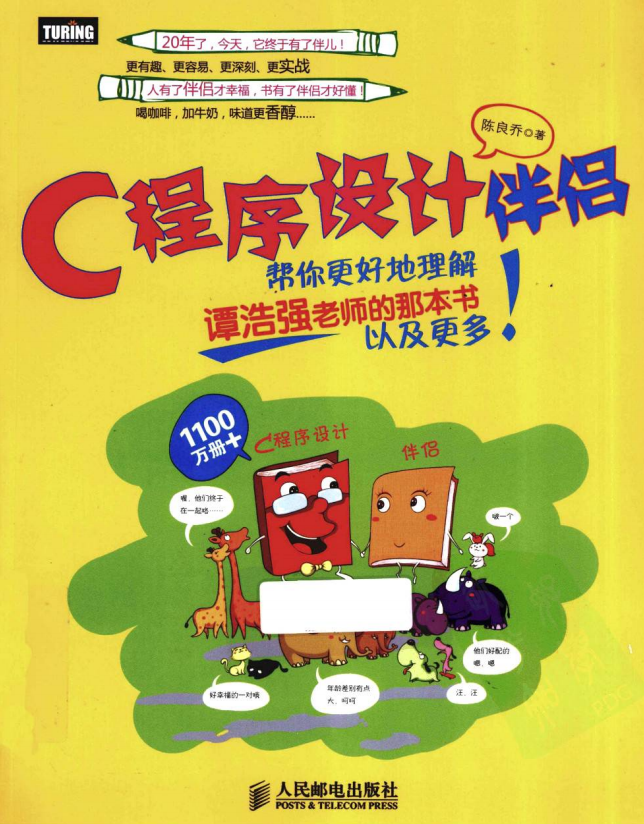 TURING
20年了，今天，它终于有了伴儿！
更有趣、更容易、更深刻、更实战
人有了伴侣才幸福，书有了伴侣才好懂！
喝咖啡，加牛奶，味道更香醇……
陈良乔◎著
C程序设计伴侣
帮你更好地理解
谭浩强老师的那本书
以及更多！
1100
万册+
C程序设计
伴侣
喔，他们终于
在一起咯……
啵一个
他们好配的
嗯，嗯
好幸福的一对哦
年龄差别有点
大，呵呵
汪、汪
人民邮电出版社
POSTS & TELECOM PRESS